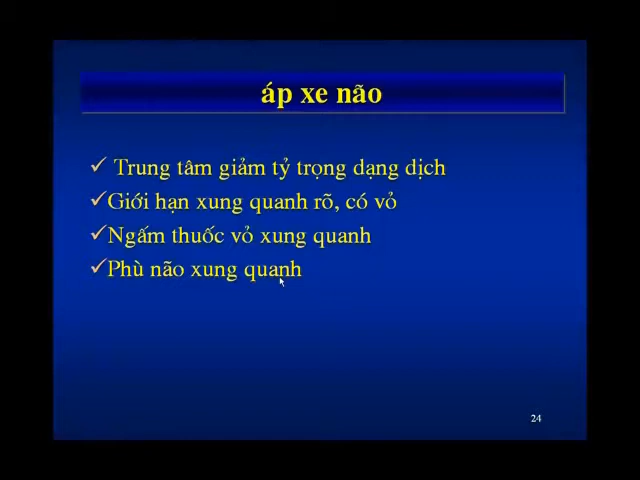 áp xe não
Trung tâm giảm tỷ trọng dạng dịch
Giới hạn xung quanh rõ, có vỏ
Ngấm thuốc vỏ xung quanh
Phù não xung quanh
24